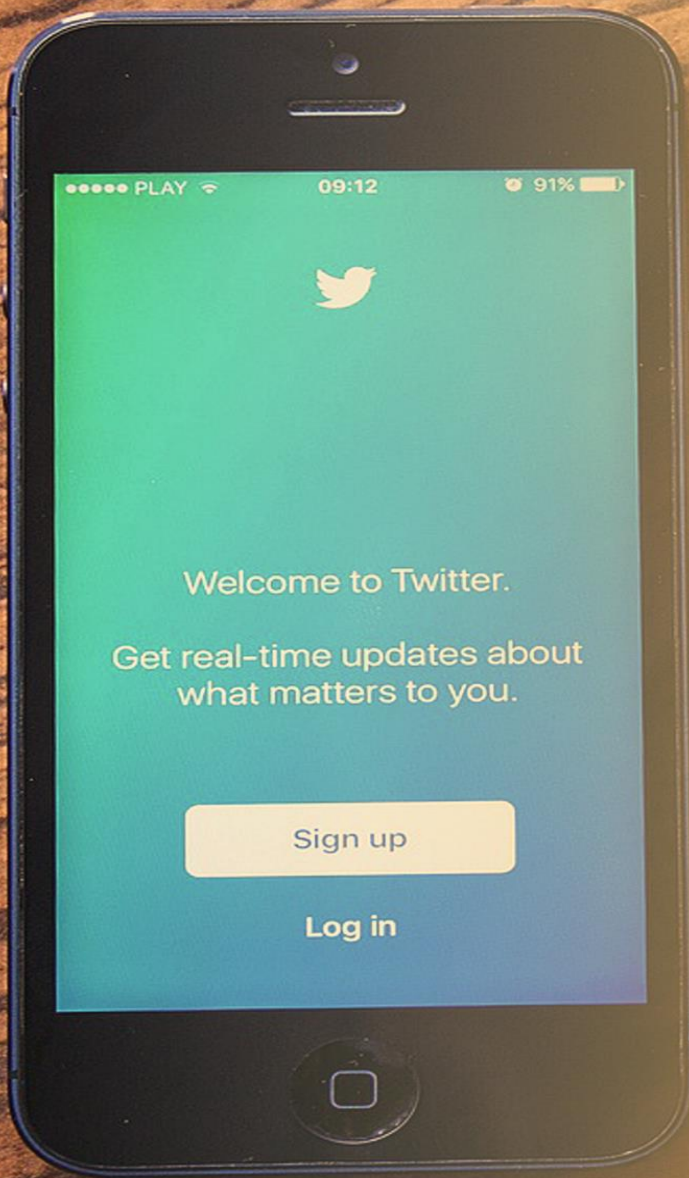 PLAY 09:12 91%
Welcome to Twitter.
Get real-time updates about
what matters to you.
Sign up
Log in